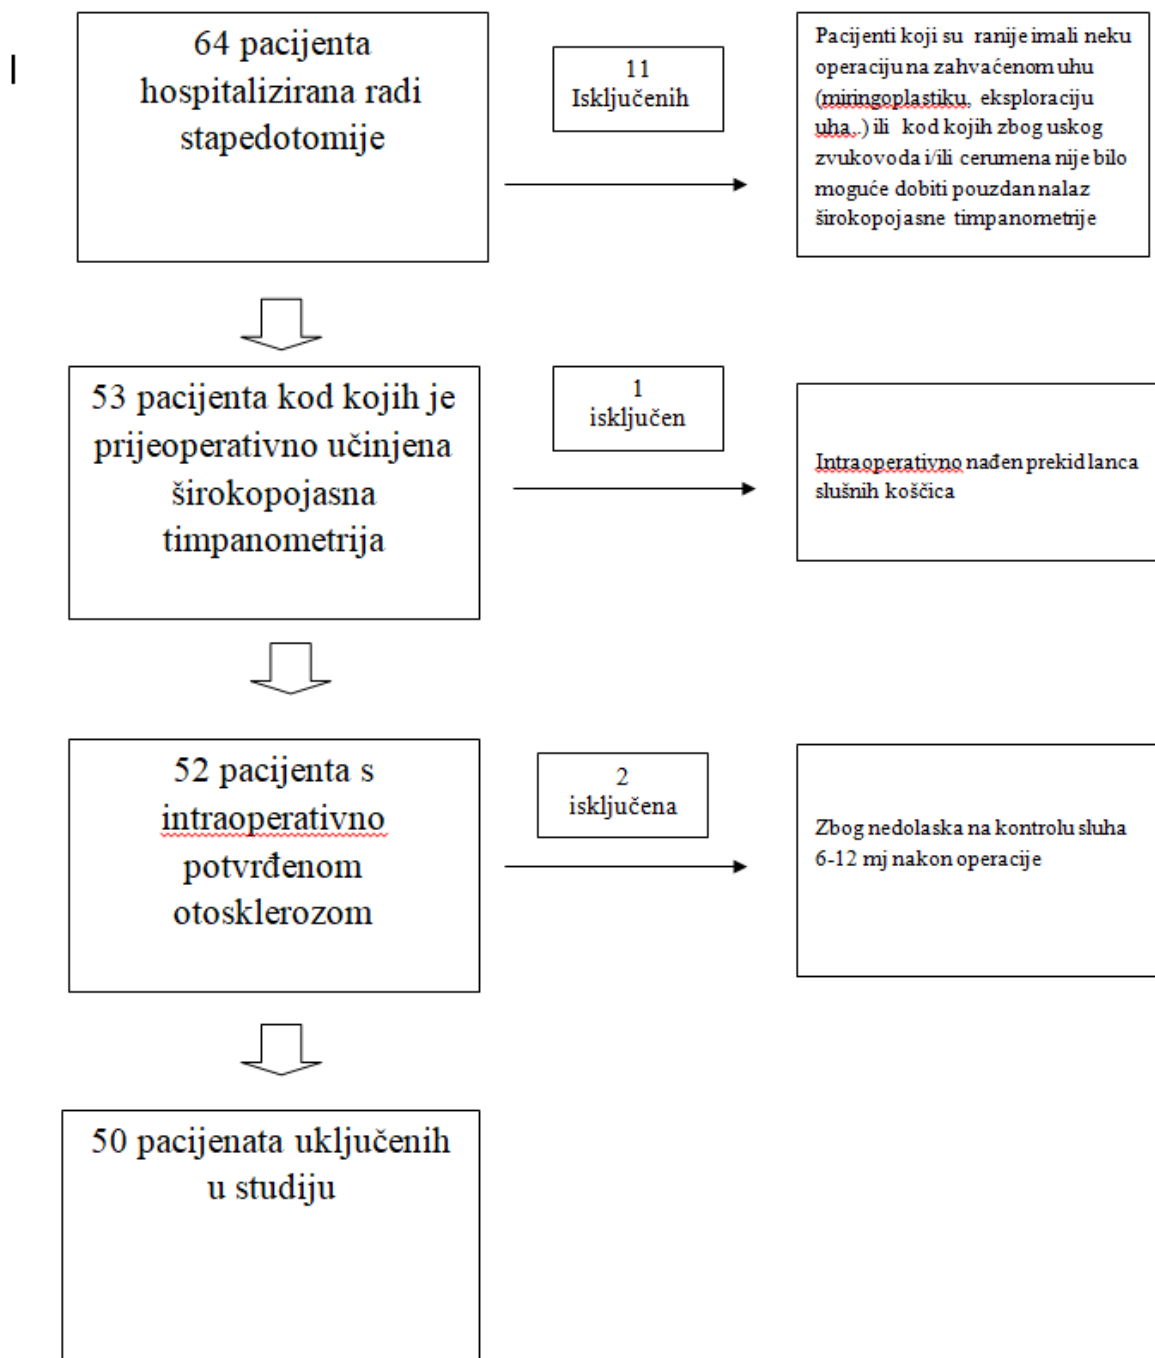 64 pacijenta
hospitalizirana radi
stapedotomije
11
Isključenih
Pacijenti koji su ranije imali neku
operaciju na zahvaćenom uhu
(miringoplastiku, eksploraciju
uha,.) ili kod kojih zbog uskog
zvukovoda i/ili cerumena nije bilo
moguće dobiti pouzdan nalaz
širokopojasne timpanometrije
53 pacijenta kod kojih je
prijeoperativno učinjena
širokopojasna
timpanometrija
1
isključen
Intraoperativno nađen prekid lanca
slušnih koščica
52 pacijenta s
intraoperativno
potvrđenom
otosklerozom
2
isključena
Zbog nedolaska na kontrolu sluha
6-12 mj nakon operacije
50 pacijenata uključenih
u studiju